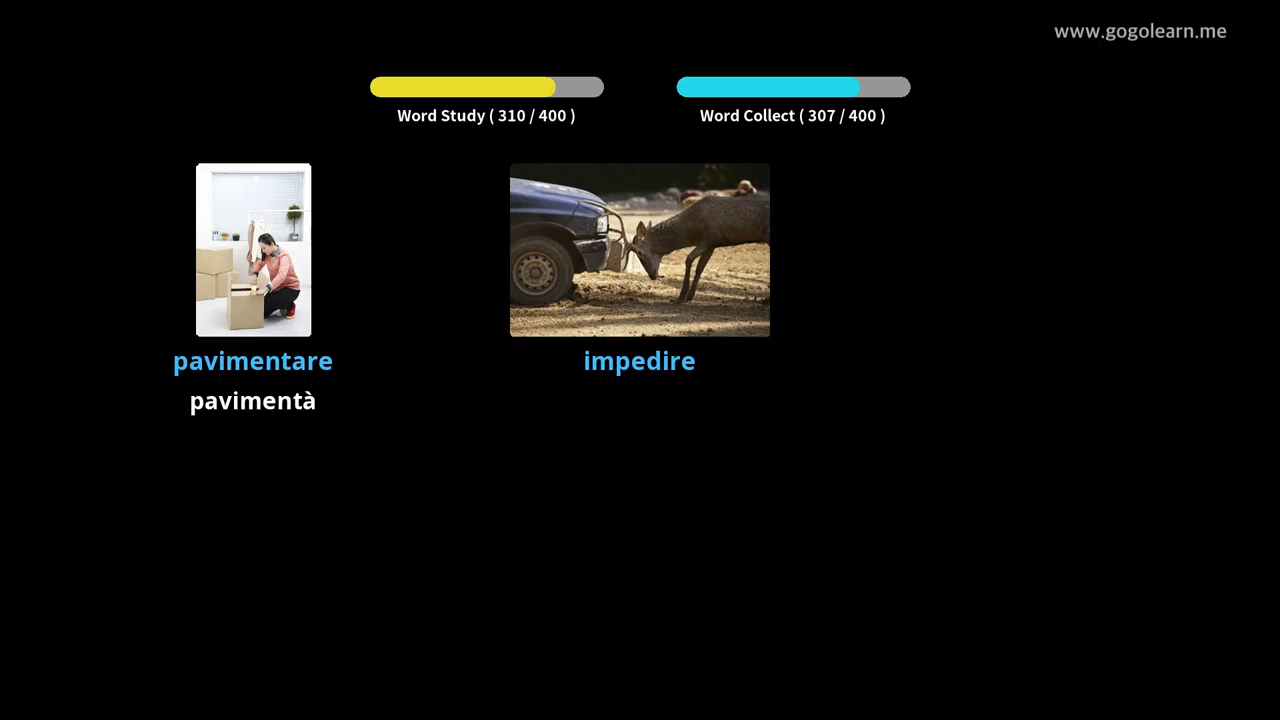 www.gogolearn.me
Word Study ( 310 / 400 )
Word Collect ( 307 / 400 )
pavimentare
impedire
pavimentà